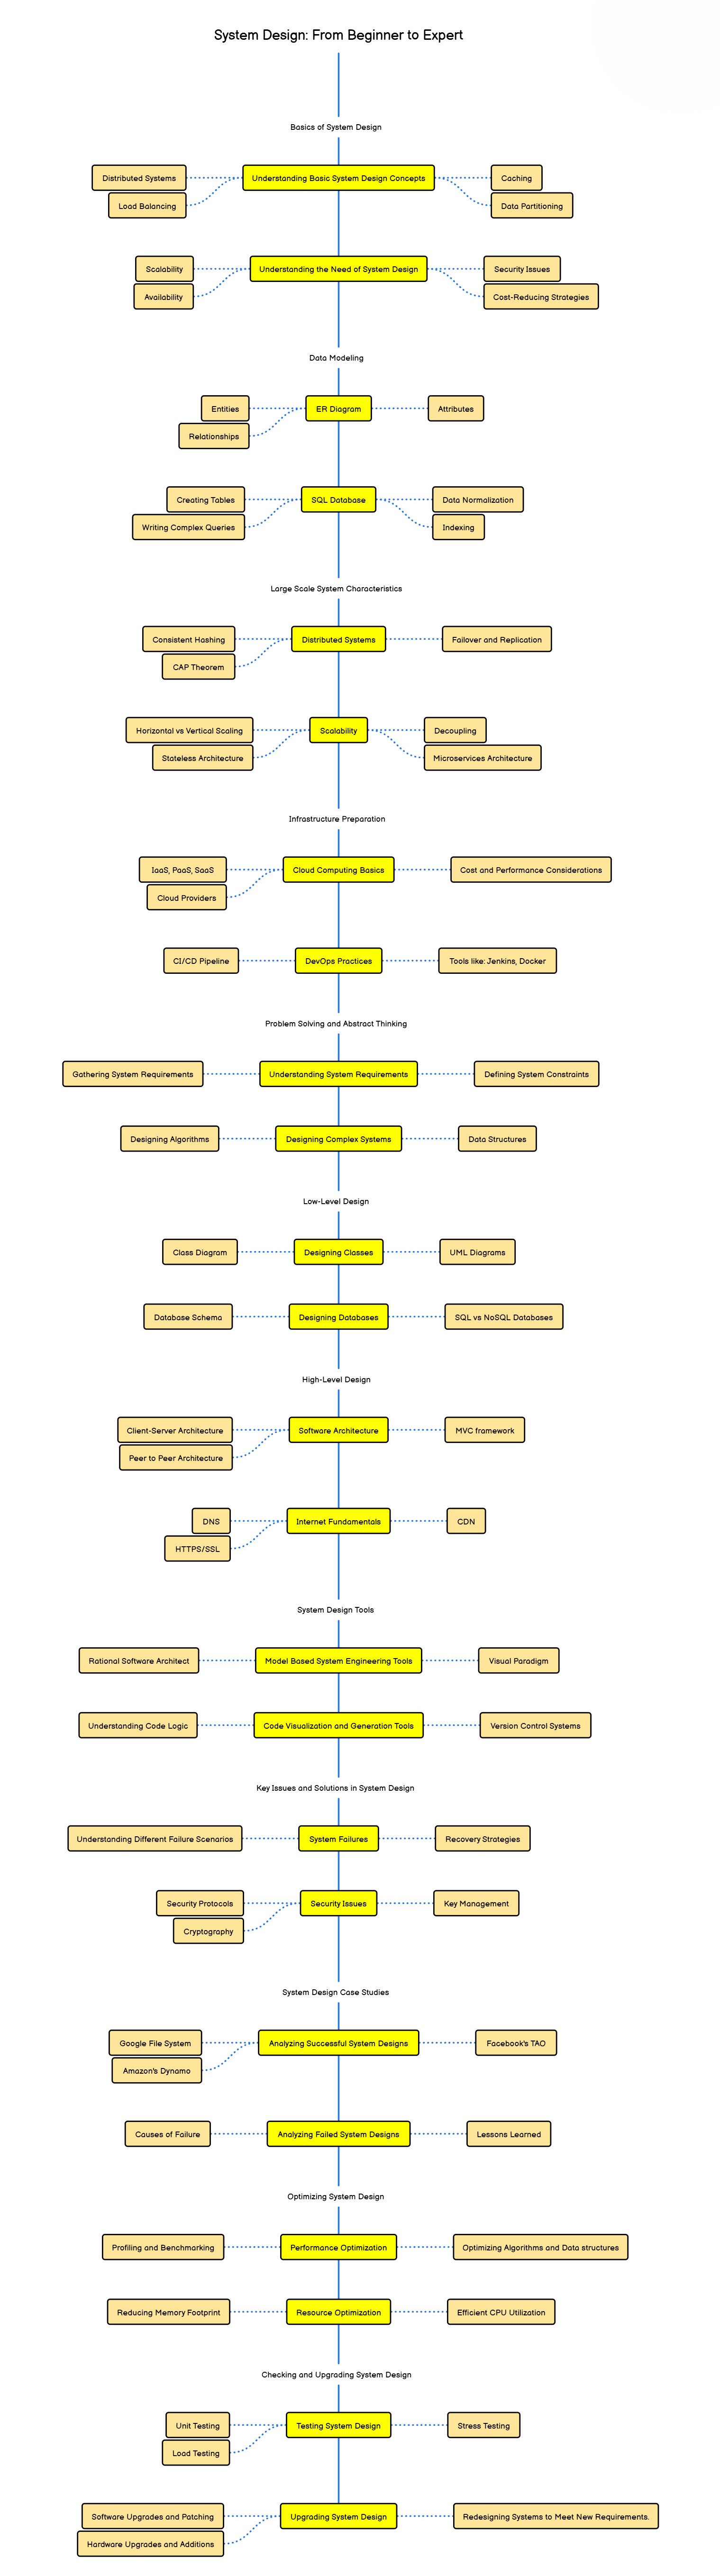 System Design: From Beginner to Expert
Basics of System Design
Distributed Systems
Understanding Basic System Design Concepts
Caching
Load Balancing
Data Partitioning
Scalability
Understanding the Need of System Design
Security Issues
Availability
Cost-Reducing Strategies
Data Modeling
Entities
ER Diagram
Attributes
Relationships
Creating Tables
SQL Database
Data Normalization
Writing Complex Queries
Indexing
Large Scale System Characteristics
Consistent Hashing
Distributed Systems
Failover and Replication
CAP Theorem
Horizontal vs Vertical Scaling
Scalability
Decoupling
Stateless Architecture
Microservices Architecture
Infrastructure Preparation
IaaS, PaaS, SaaS
Cloud Computing Basics
Cost and Performance Considerations
Cloud Providers
CI/CD Pipeline
DevOps Practices
Tools like: Jenkins, Docker
Problem Solving and Abstract Thinking
Gathering System Requirements
Understanding System Requirements
Defining System Constraints
Designing Algorithms
Designing Complex Systems
Data Structures
Low-Level Design
Class Diagram
Designing Classes
UML Diagrams
Database Schema
Designing Databases
SQL vs NoSQL Databases
High-Level Design
Client-Server Architecture
Software Architecture
MVC framework
Peer to Peer Architecture
DNS
Internet Fundamentals
CDN
HTTPS/SSL
System Design Tools
Rational Software Architect
Model Based System Engineering Tools
Visual Paradigm
Understanding Code Logic
Code Visualization and Generation Tools
Version Control Systems
Key Issues and Solutions in System Design
Understanding Different Failure Scenarios
System Failures
Recovery Strategies
Security Protocols
Security Issues
Key Management
Cryptography
System Design Case Studies
Google File System
Analyzing Successful System Designs
Facebook's TAO
Amazon's Dynamo
Causes of Failure
Analyzing Failed System Designs
Lessons Learned
Optimizing System Design
Profiling and Benchmarking
Performance Optimization
Optimizing Algorithms and Data structures
Reducing Memory Footprint
Resource Optimization
Efficient CPU Utilization
Checking and Upgrading System Design
Unit Testing
Testing System Design
Stress Testing
Load Testing
Software Upgrades and Patching
Upgrading System Design
Redesigning Systems to Meet New Requirements.
Hardware Upgrades and Additions